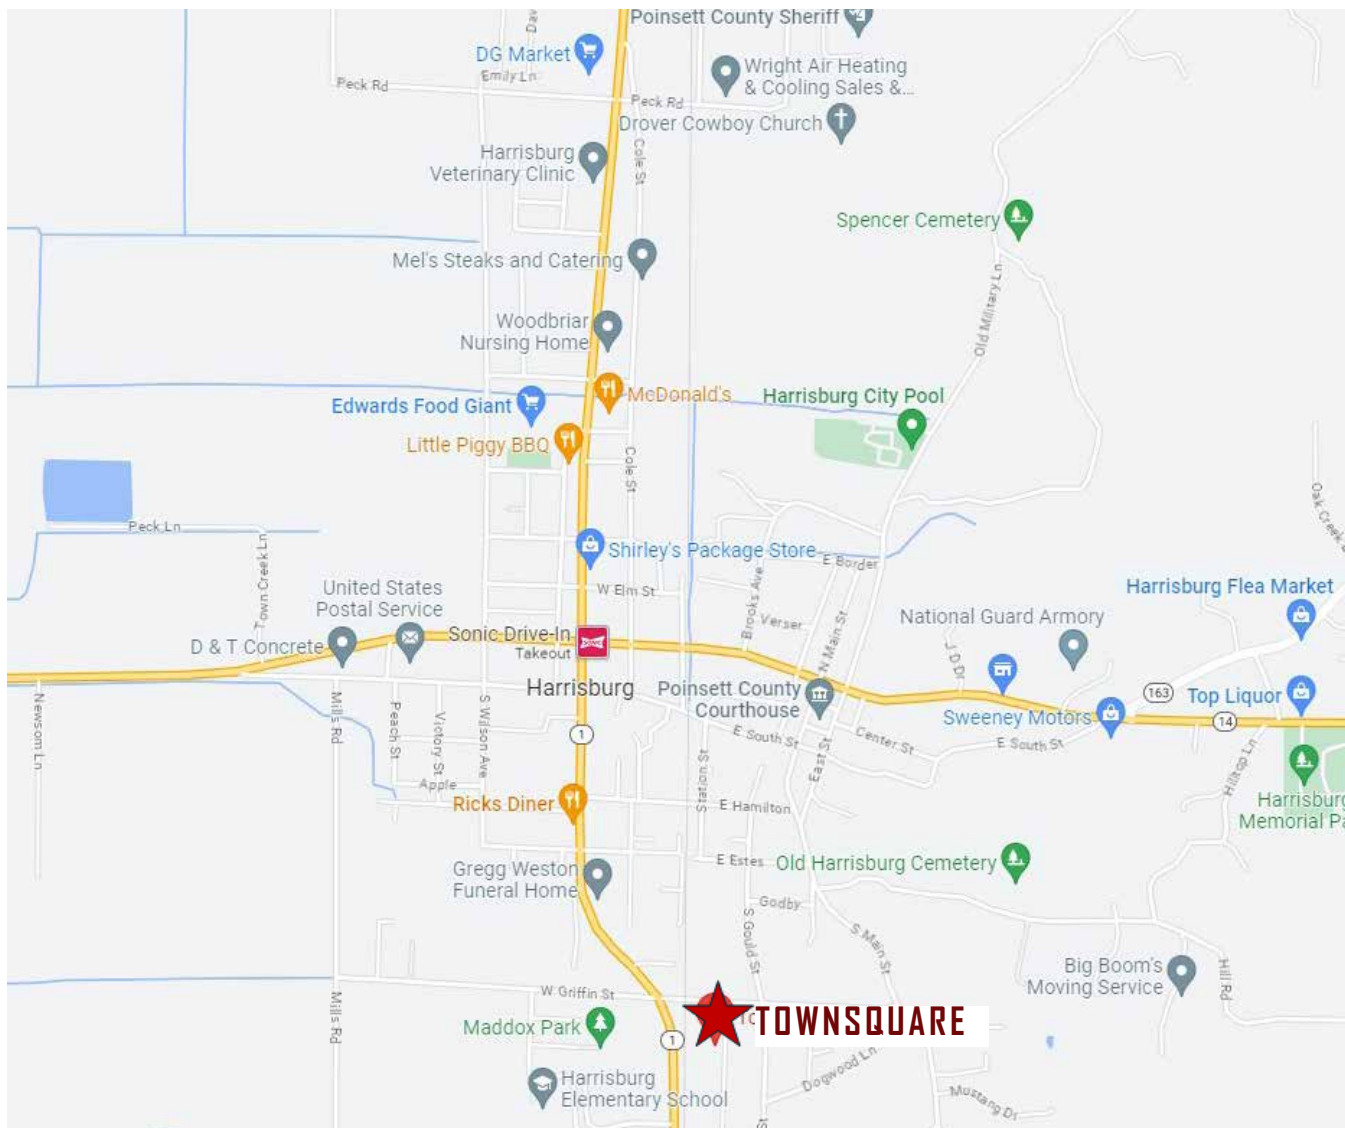 Poinsett County Sheriff
DG Market
Emily Ln
Peck Rd
Wright Air Heating
& Cooling Sales &...
Peck Rd
Drover Cowboy Church
Cole St
Harrisburg
Veterinary Clinic
Spencer Cemetery
Mel's Steaks and Catering
Old Military Ln
Woodbriar
Nursing Home
McDonald's
Harrisburg City Pool
Edwards Food Giant
Little Piggy BBQ
Cole St
Peck Ln
Town Creek Ln
Shirley's Package Store
E Border
W Elm St
United States
Postal Service
Brooks Ave
Verser
N Main St
Harrisburg Flea Market
National Guard Armory
D & T Concrete
Sonic Drive-In
Takeout
SONIC
J D Dr
Harrisburg
Poinsett County
Courthouse
163
Top Liquor
14
Sweeney Motors
Newsom Ln
Mills Rd
Peach St
Victory St
S Wilson Ave
1
E South St
Center St
E South St
Station St
East St
Hilltop Ln
Apple
Ricks Diner
E Hamilton
Harrisburg
Memorial Pa
E Estes
Old Harrisburg Cemetery
Gregg Weston
Funeral Home
Godby
S Gould St
S Main St
Big Boom's
Moving Service
Hill Rd
Mills Rd
W Griffin St
Maddox Park
1
TOWNSQUARE
Dogwood Ln
Harrisburg
Elementary School
Mustang Dr